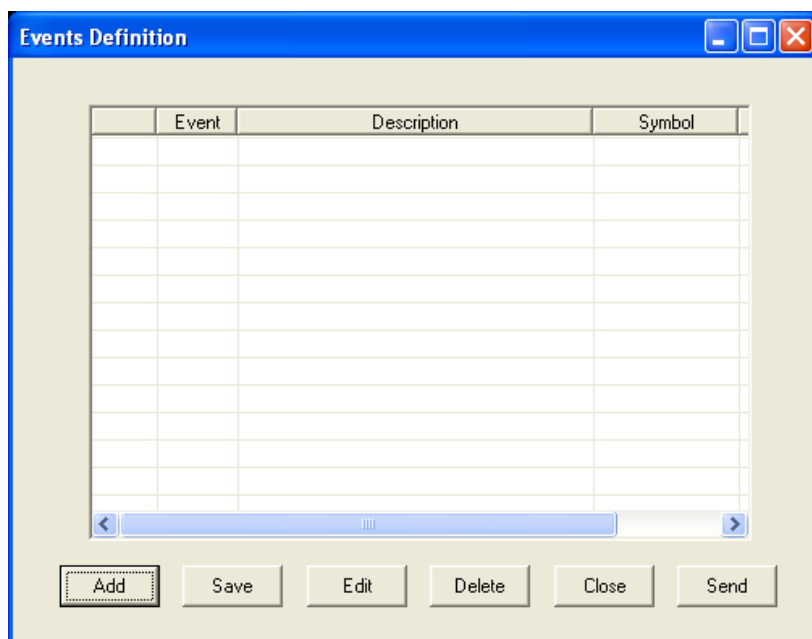 Events Definition
Event Description Symbol
Add Save Edit Delete Close Send